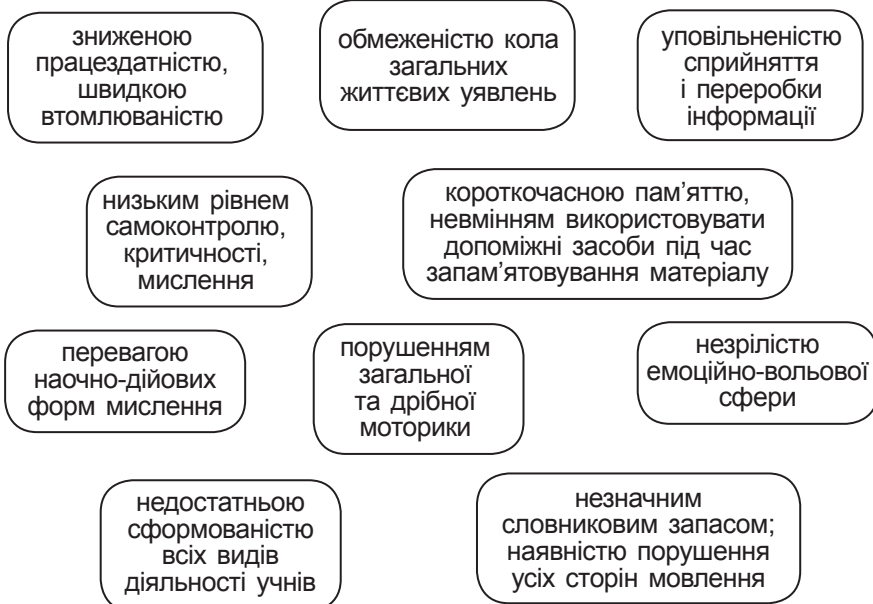 зниженою
працездатністю,
швидкою
втомлюваністю
обмеженістю кола
загальних
життєвих уявлень
уповільненістю
сприйняття
і переробки
інформації
низьким рівнем
самоконтролю,
критичності,
мислення
короткочасною пам’яттю,
невмінням використовувати
допоміжні засоби під час
запам’ятовування матеріалу
перевагою
наочно-дійових
форм мислення
порушенням
загальної
та дрібної
моторики
незрілістю
емоційно-вольової
сфери
недостатньою
сформованістю
всіх видів
діяльності учнів
незначним
словниковим запасом;
наявністю порушення
усіх сторін мовлення